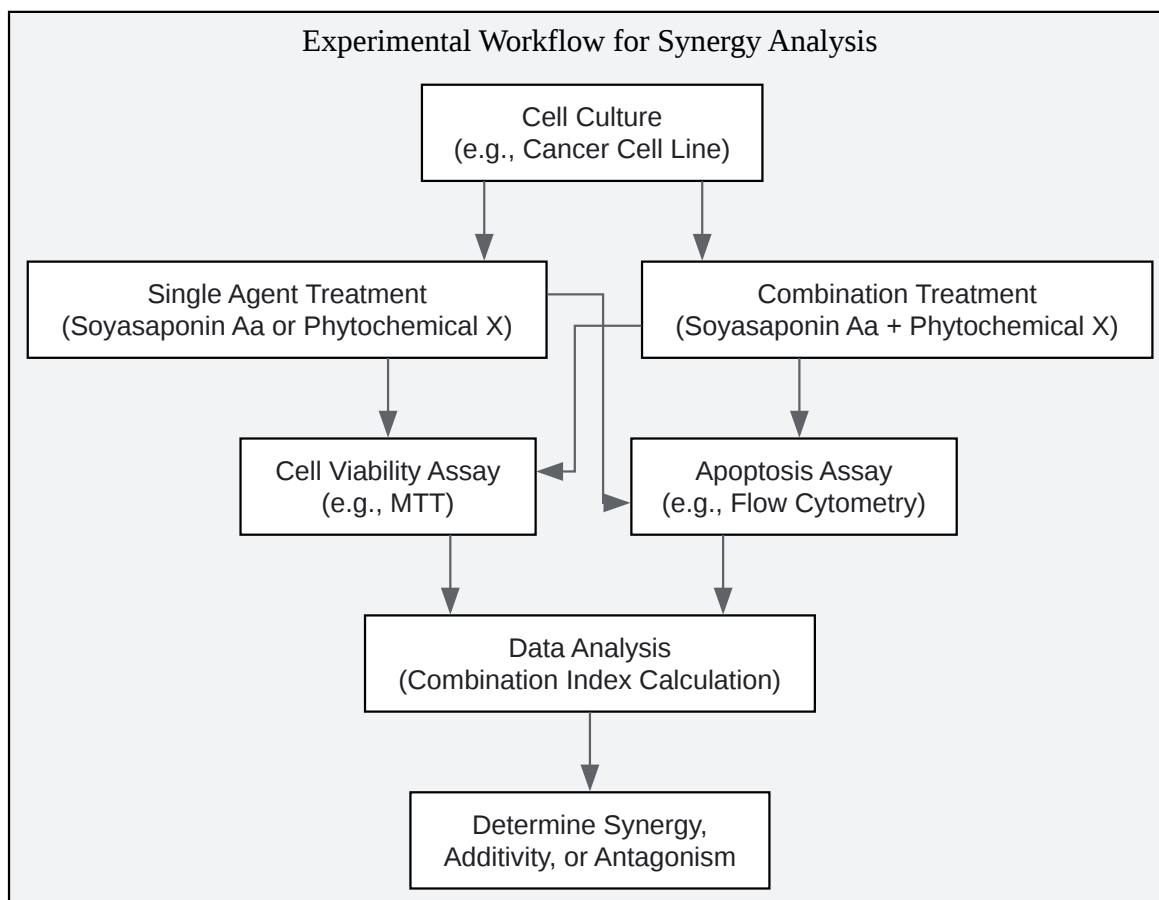 Experimental Workflow for Synergy Analysis
Cell Culture
(e.g., Cancer Cell Line)
Single Agent Treatment
(Soyasaponin Aa or Phytochemical X)
Combination Treatment
(Soyasaponin Aa + Phytochemical X)
Cell Viability Assay
(e.g., MTT)
Apoptosis Assay
(e.g., Flow Cytometry)
Data Analysis
(Combination Index Calculation)
Determine Synergy,
Additivity, or Antagonism